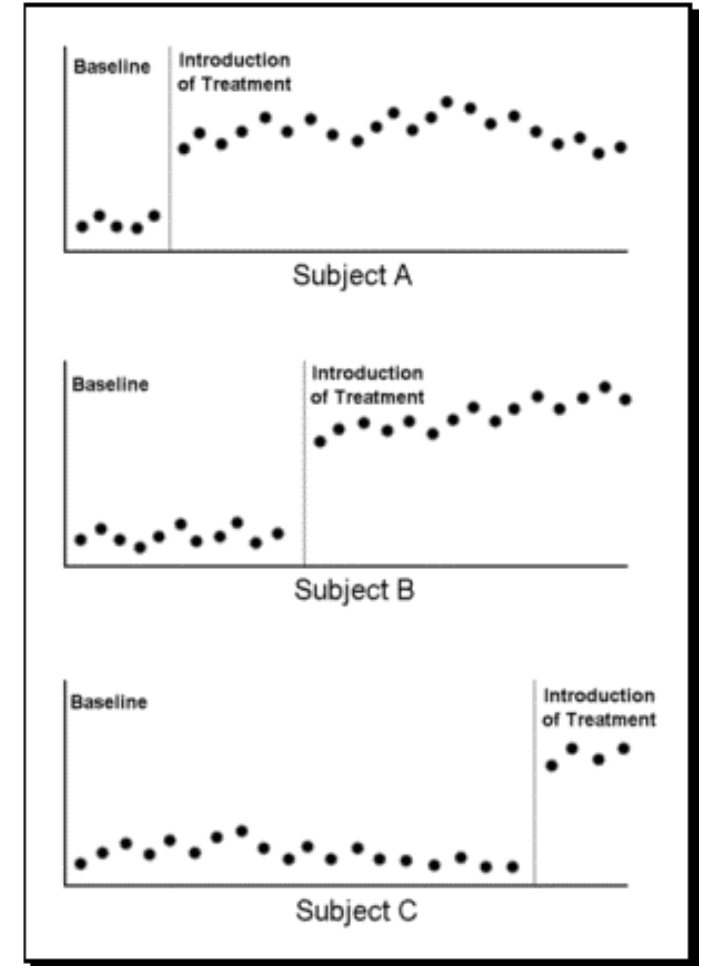 Baseline
Introduction
of Treatment
Subject A
Baseline
Introduction
of Treatment
Subject B
Baseline
Introduction
of Treatment
Subject C